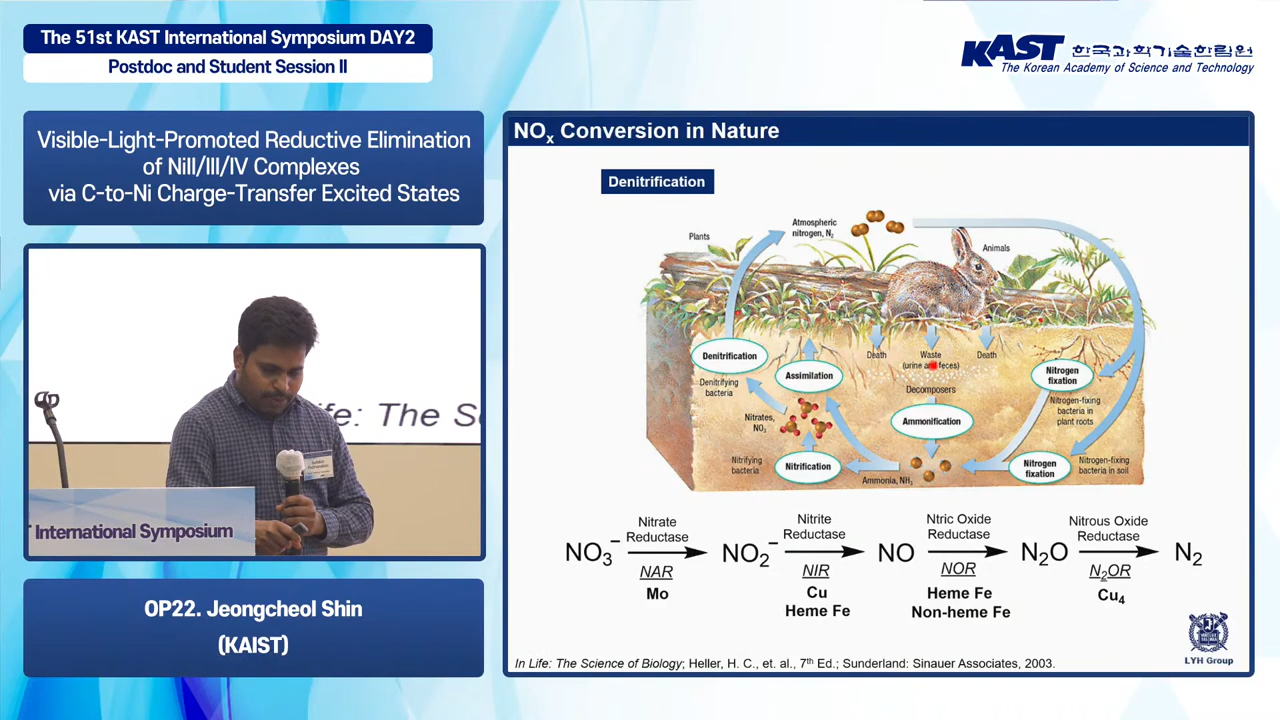 The 51st KAST International Symposium DAY2
Postdoc and Student Session II
KAST 한국과학기술한림원
The Korean Academy of Science and Technology
Visible-Light-Promoted Reductive Elimination
of NiII/III/IV Complexes
via C-to-Ni Charge-Transfer Excited States
fe: The S
International Symposium
OP22. Jeongcheol Shin
(KAIST)
NOx Conversion in Nature
Denitrification
Atmospheric
nitrogen, N2
Plants
Animals
Denitrification
Death
Waste
(urine and feces)
Death
Assimilation
Nitrogen
fixation
Denitrifying
bacteria
Decomposers
Nitrogen-fixing
bacteria in
plant roots
Nitrates,
NO3-
Ammonification
Nitrifying
bacteria
Nitrification
Nitrogen
fixation
Nitrogen-fixing
bacteria in soil
Ammonia, NH3
Nitrate
Reductase
Nitrite
Reductase
Ntric Oxide
Reductase
Nitrous Oxide
Reductase
NO3− NO2− NO N2O N2
NAR NIR NOR N2OR
Mo Cu Heme Fe Cu4
Heme Fe Non-heme Fe
LYH Group
In Life: The Science of Biology; Heller, H. C., et. al., 7th Ed.; Sunderland: Sinauer Associates, 2003.